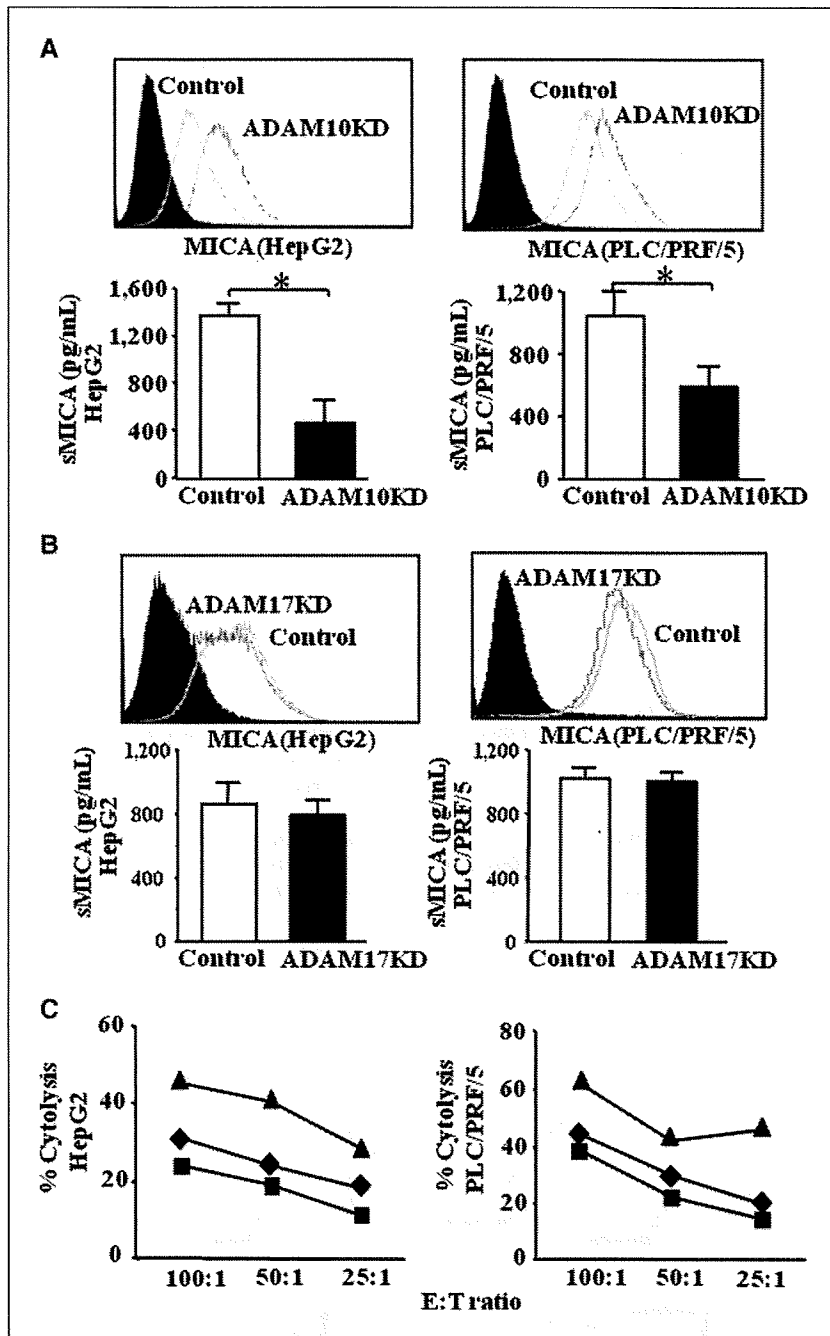 A
Control
ADAM10KD
MICA(HepG2)
Control
ADAM10KD
MICA(PLC/PRF/5)
sMICA (pg/mL)
HepG2
1,600
1,200
800
400
0
*
Control ADAM10KD
sMICA (pg/mL)
PLC/PRF/5
1,200
800
400
0
*
Control ADAM10KD
B
ADAM17KD
Control
MICA(HepG2)
ADAM17KD
Control
MICA(PLC/PRF/5)
sMICA (pg/mL)
HepG2
1,200
800
400
0
Control ADAM17KD
sMICA (pg/mL)
PLC/PRF/5
1,200
800
400
0
Control ADAM17KD
C
% Cytolysis
HepG2
60
40
20
0
100:1 50:1 25:1
% Cytolysis
PLC/PRF/5
80
60
40
20
0
100:1 50:1 25:1
E:T ratio